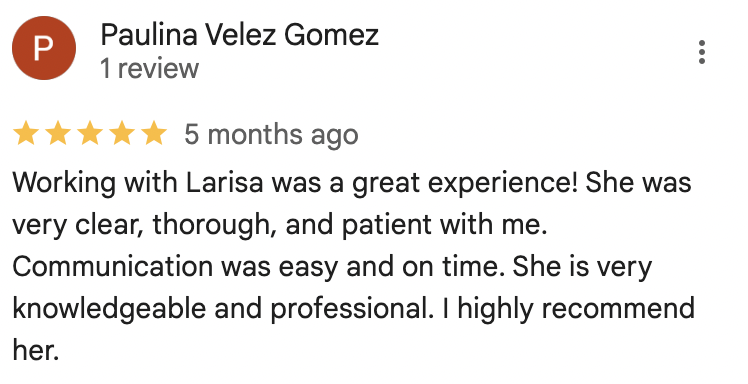 P
Paulina Velez Gomez
1 review
5 months ago
Working with Larisa was a great experience! She was
very clear, thorough, and patient with me.
Communication was easy and on time. She is very
knowledgeable and professional. I highly recommend
her.